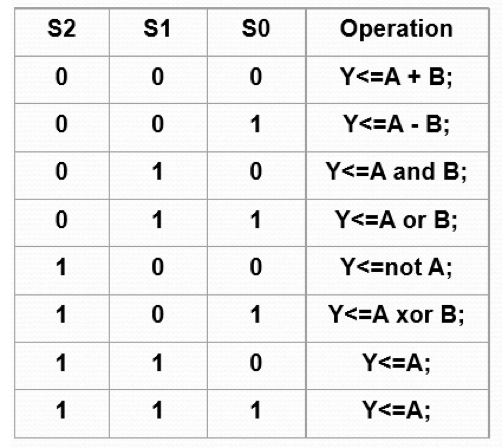 S2 S1 S0 Operation
0 0 0 Y<=A + B;
0 0 1 Y<=A - B;
0 1 0 Y<=A and B;
0 1 1 Y<=A or B;
1 0 0 Y<=not A;
1 0 1 Y<=A xor B;
1 1 0 Y<=A;
1 1 1 Y<=A;